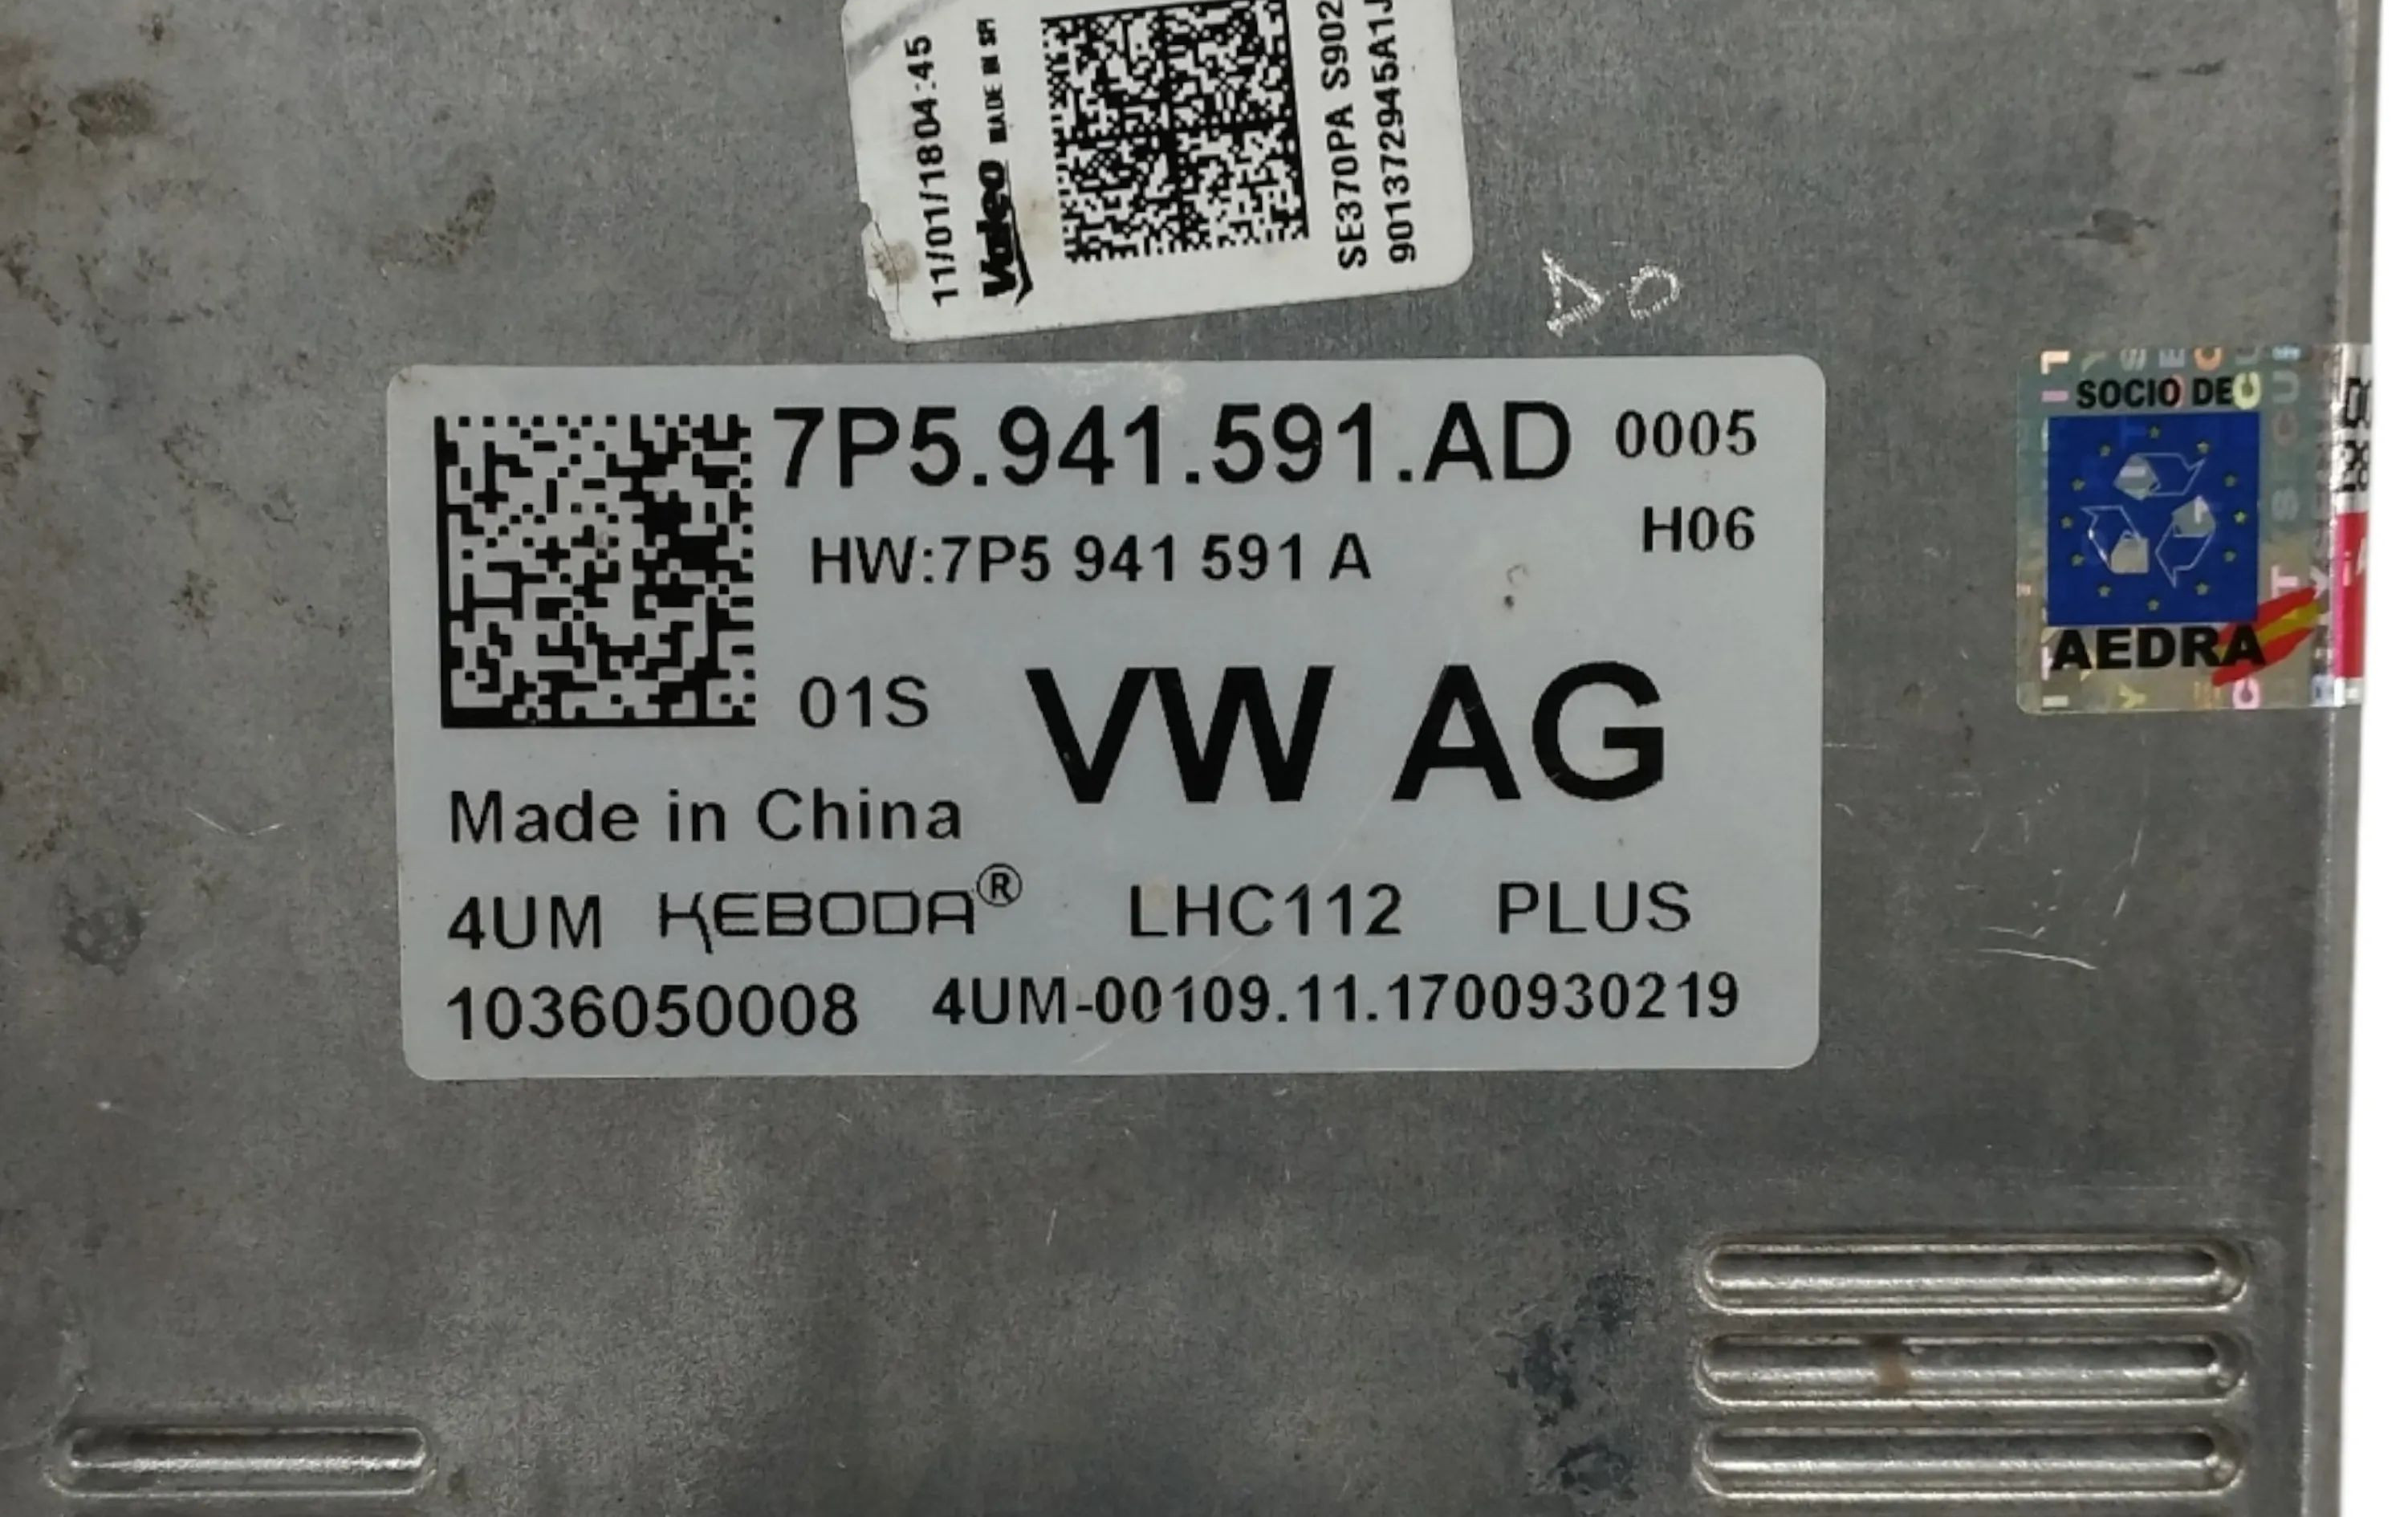 11/01/18 04:45
Valeo MADE IN
SE370PA S902
901372945A1J
DO
7P5.941.591.AD 0005
HW:7P5 941 591 A H06
01S VW AG
Made in China
4UM KEBODA® LHC112 PLUS
1036050008 4UM-00109.11.1700930219
SOCIO DE
AEDRA